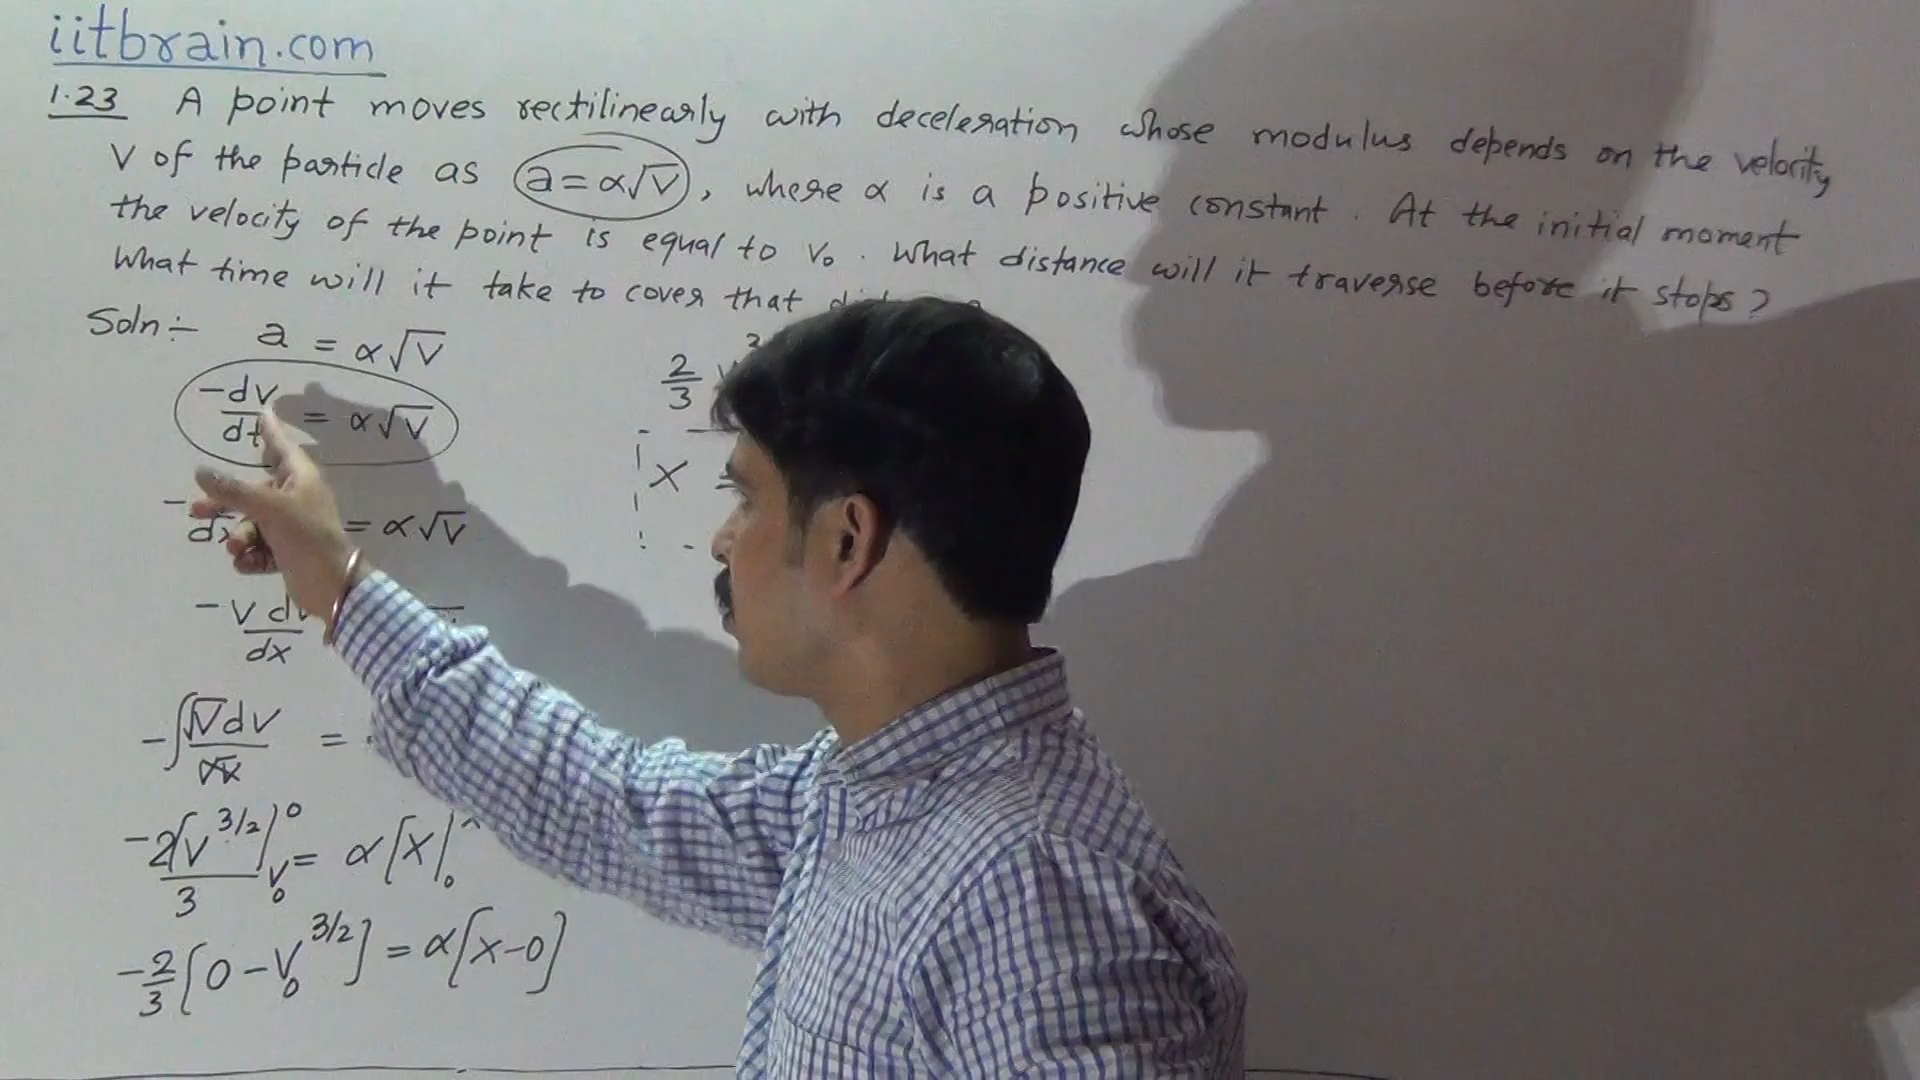 iitbrain.com
1.23 A point moves rectilinearly with deceleration whose modulus depends on the velocity
V of the particle as a = α√V, where α is a positive constant. At the initial moment
the velocity of the point is equal to V₀. What distance will it traverse before it stops?
What time will it take to cover that
Soln :- a = α√V
-dv/dt = α√V
= α√V
-V dv/dx
-∫√V dV =
-2[V^3/2]^0_V₀ / 3 = α[X]_0
-2/3 [0 - V₀^3/2] = α[X-0]
2/3
X =